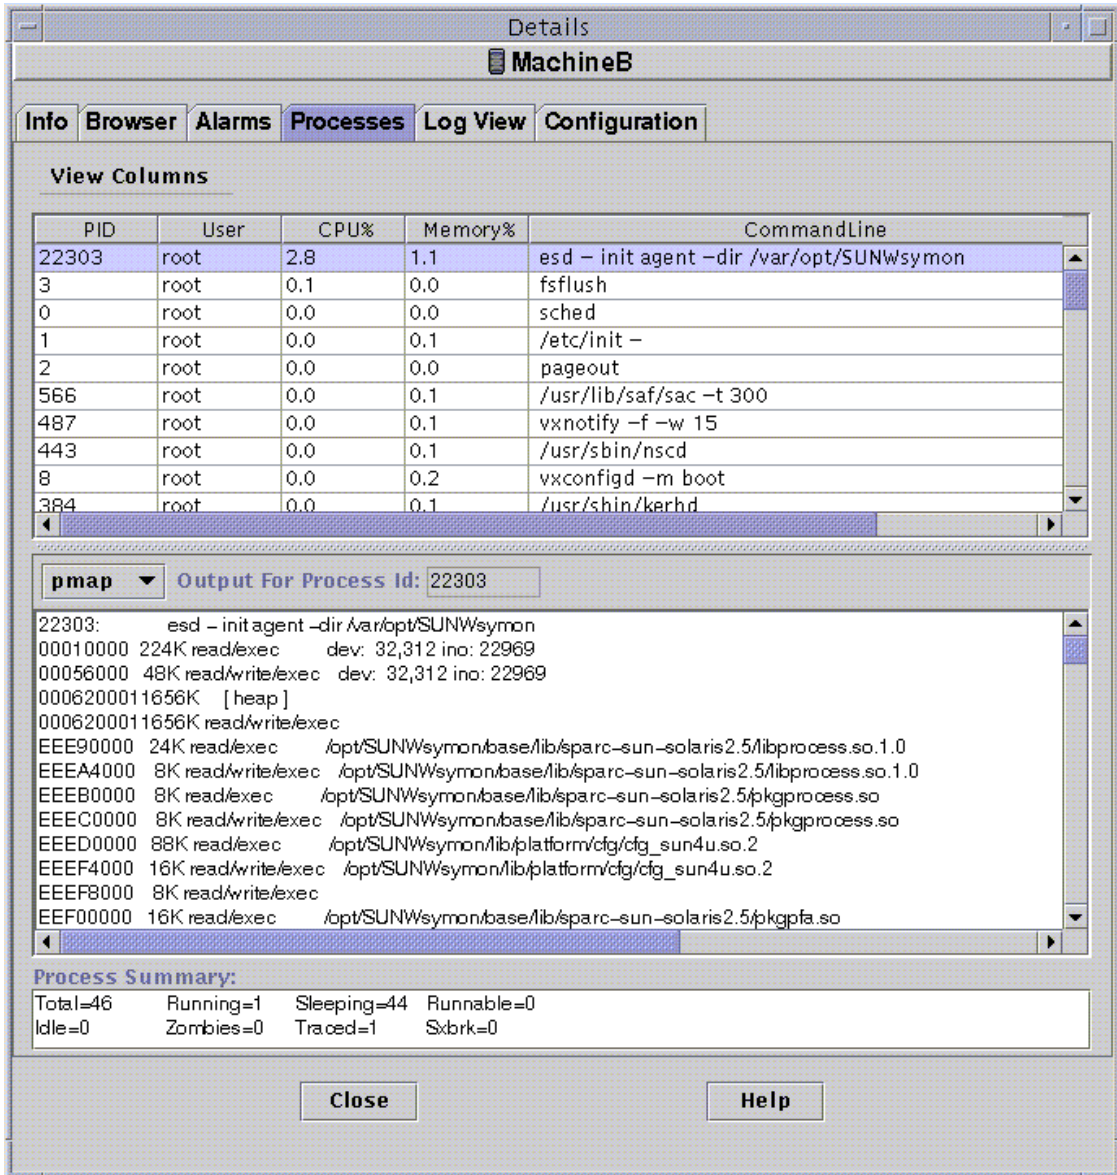 Details
MachineB
Info Browser Alarms Processes Log View Configuration
View Columns
PID User CPU% Memory% CommandLine
22303 root 2.8 1.1 esd – init agent –dir /var/opt/SUNWsymon
3 root 0.1 0.0 fsflush
0 root 0.0 0.0 sched
1 root 0.0 0.1 /etc/init –
2 root 0.0 0.0 pageout
566 root 0.0 0.1 /usr/lib/saf/sac –t 300
487 root 0.0 0.1 vxnotify –f –w 15
443 root 0.0 0.1 /usr/sbin/nscd
8 root 0.0 0.2 vxconfigd –m boot
384 root 0.0 0.1 /usr/sbin/kerbd
pmap Output For Process Id: 22303
22303: esd – init agent –dir /var/opt/SUNWsymon
00010000 224K read/exec dev: 32,312 ino: 22969
00056000 48K read/write/exec dev: 32,312 ino: 22969
0006200011656K [ heap ]
0006200011656K read/write/exec
EEE90000 24K read/exec /opt/SUNWsymon/base/lib/sparc–sun–solaris2.5/libprocess.so.1.0
EEEA4000 8K read/write/exec /opt/SUNWsymon/base/lib/sparc–sun–solaris2.5/libprocess.so.1.0
EEEB0000 8K read/exec /opt/SUNWsymon/base/lib/sparc–sun–solaris2.5/pkgprocess.so
EEEC0000 8K read/write/exec /opt/SUNWsymon/base/lib/sparc–sun–solaris2.5/pkgprocess.so
EEED0000 88K read/exec /opt/SUNWsymon/lib/platform/cfg/cfg_sun4u.so.2
EEEF4000 16K read/write/exec /opt/SUNWsymon/lib/platform/cfg/cfg_sun4u.so.2
EEEF8000 8K read/write/exec
EEF00000 16K read/exec /opt/SUNWsymon/base/lib/sparc–sun–solaris2.5/pkgpfa.so
Process Summary:
Total=46 Running=1 Sleeping=44 Runnable=0
Idle=0 Zombies=0 Traced=1 Sxbrk=0
Close Help